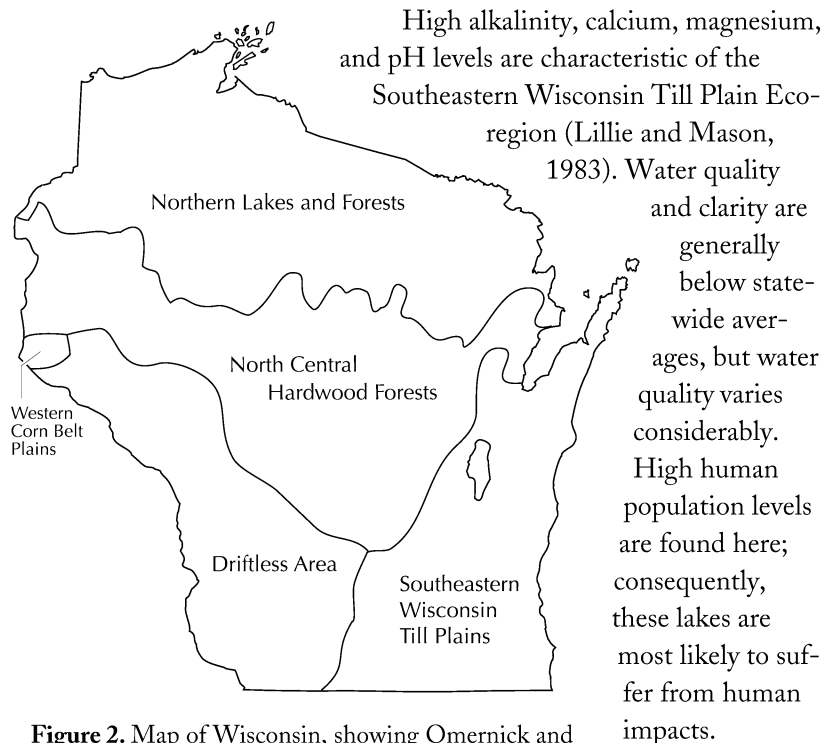 High alkalinity, calcium, magnesium,
and pH levels are characteristic of the
Southeastern Wisconsin Till Plain Eco-
region (Lillie and Mason,
1983). Water quality
and clarity are
generally
below state-
wide aver-
ages, but water
quality varies
considerably.
High human
population levels
are found here;
consequently,
these lakes are
most likely to suf-
fer from human
impacts.
Northern Lakes and Forests
North Central
Hardwood Forests
Western
Corn Belt
Plains
Driftless Area
Southeastern
Wisconsin
Till Plains
Figure 2. Map of Wisconsin, showing Omernick and